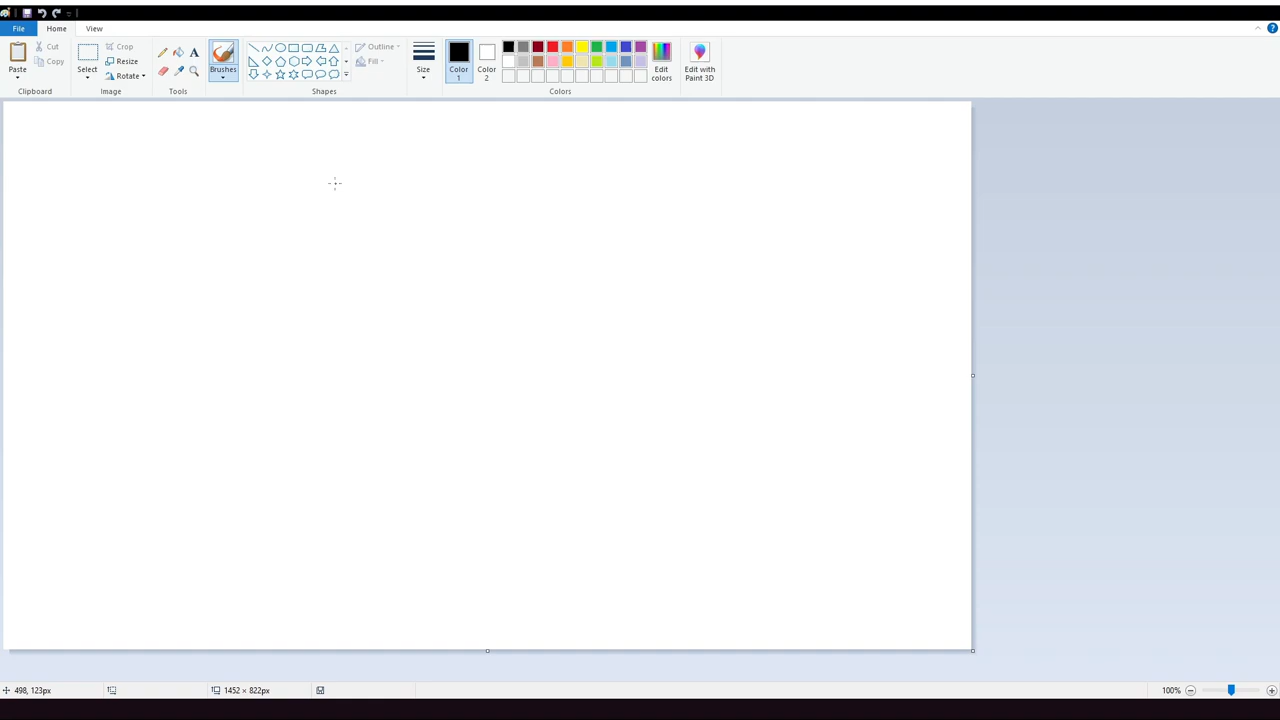 File Home View
Cut
Copy
Paste
Clipboard
Select
Crop
Resize
Rotate
Image
A
Tools
Brushes
Outline
Fill
Shapes
Size
Color 1
Color 2
Edit colors
Edit with Paint 3D
Colors
498, 123px 1452 × 822px 100%